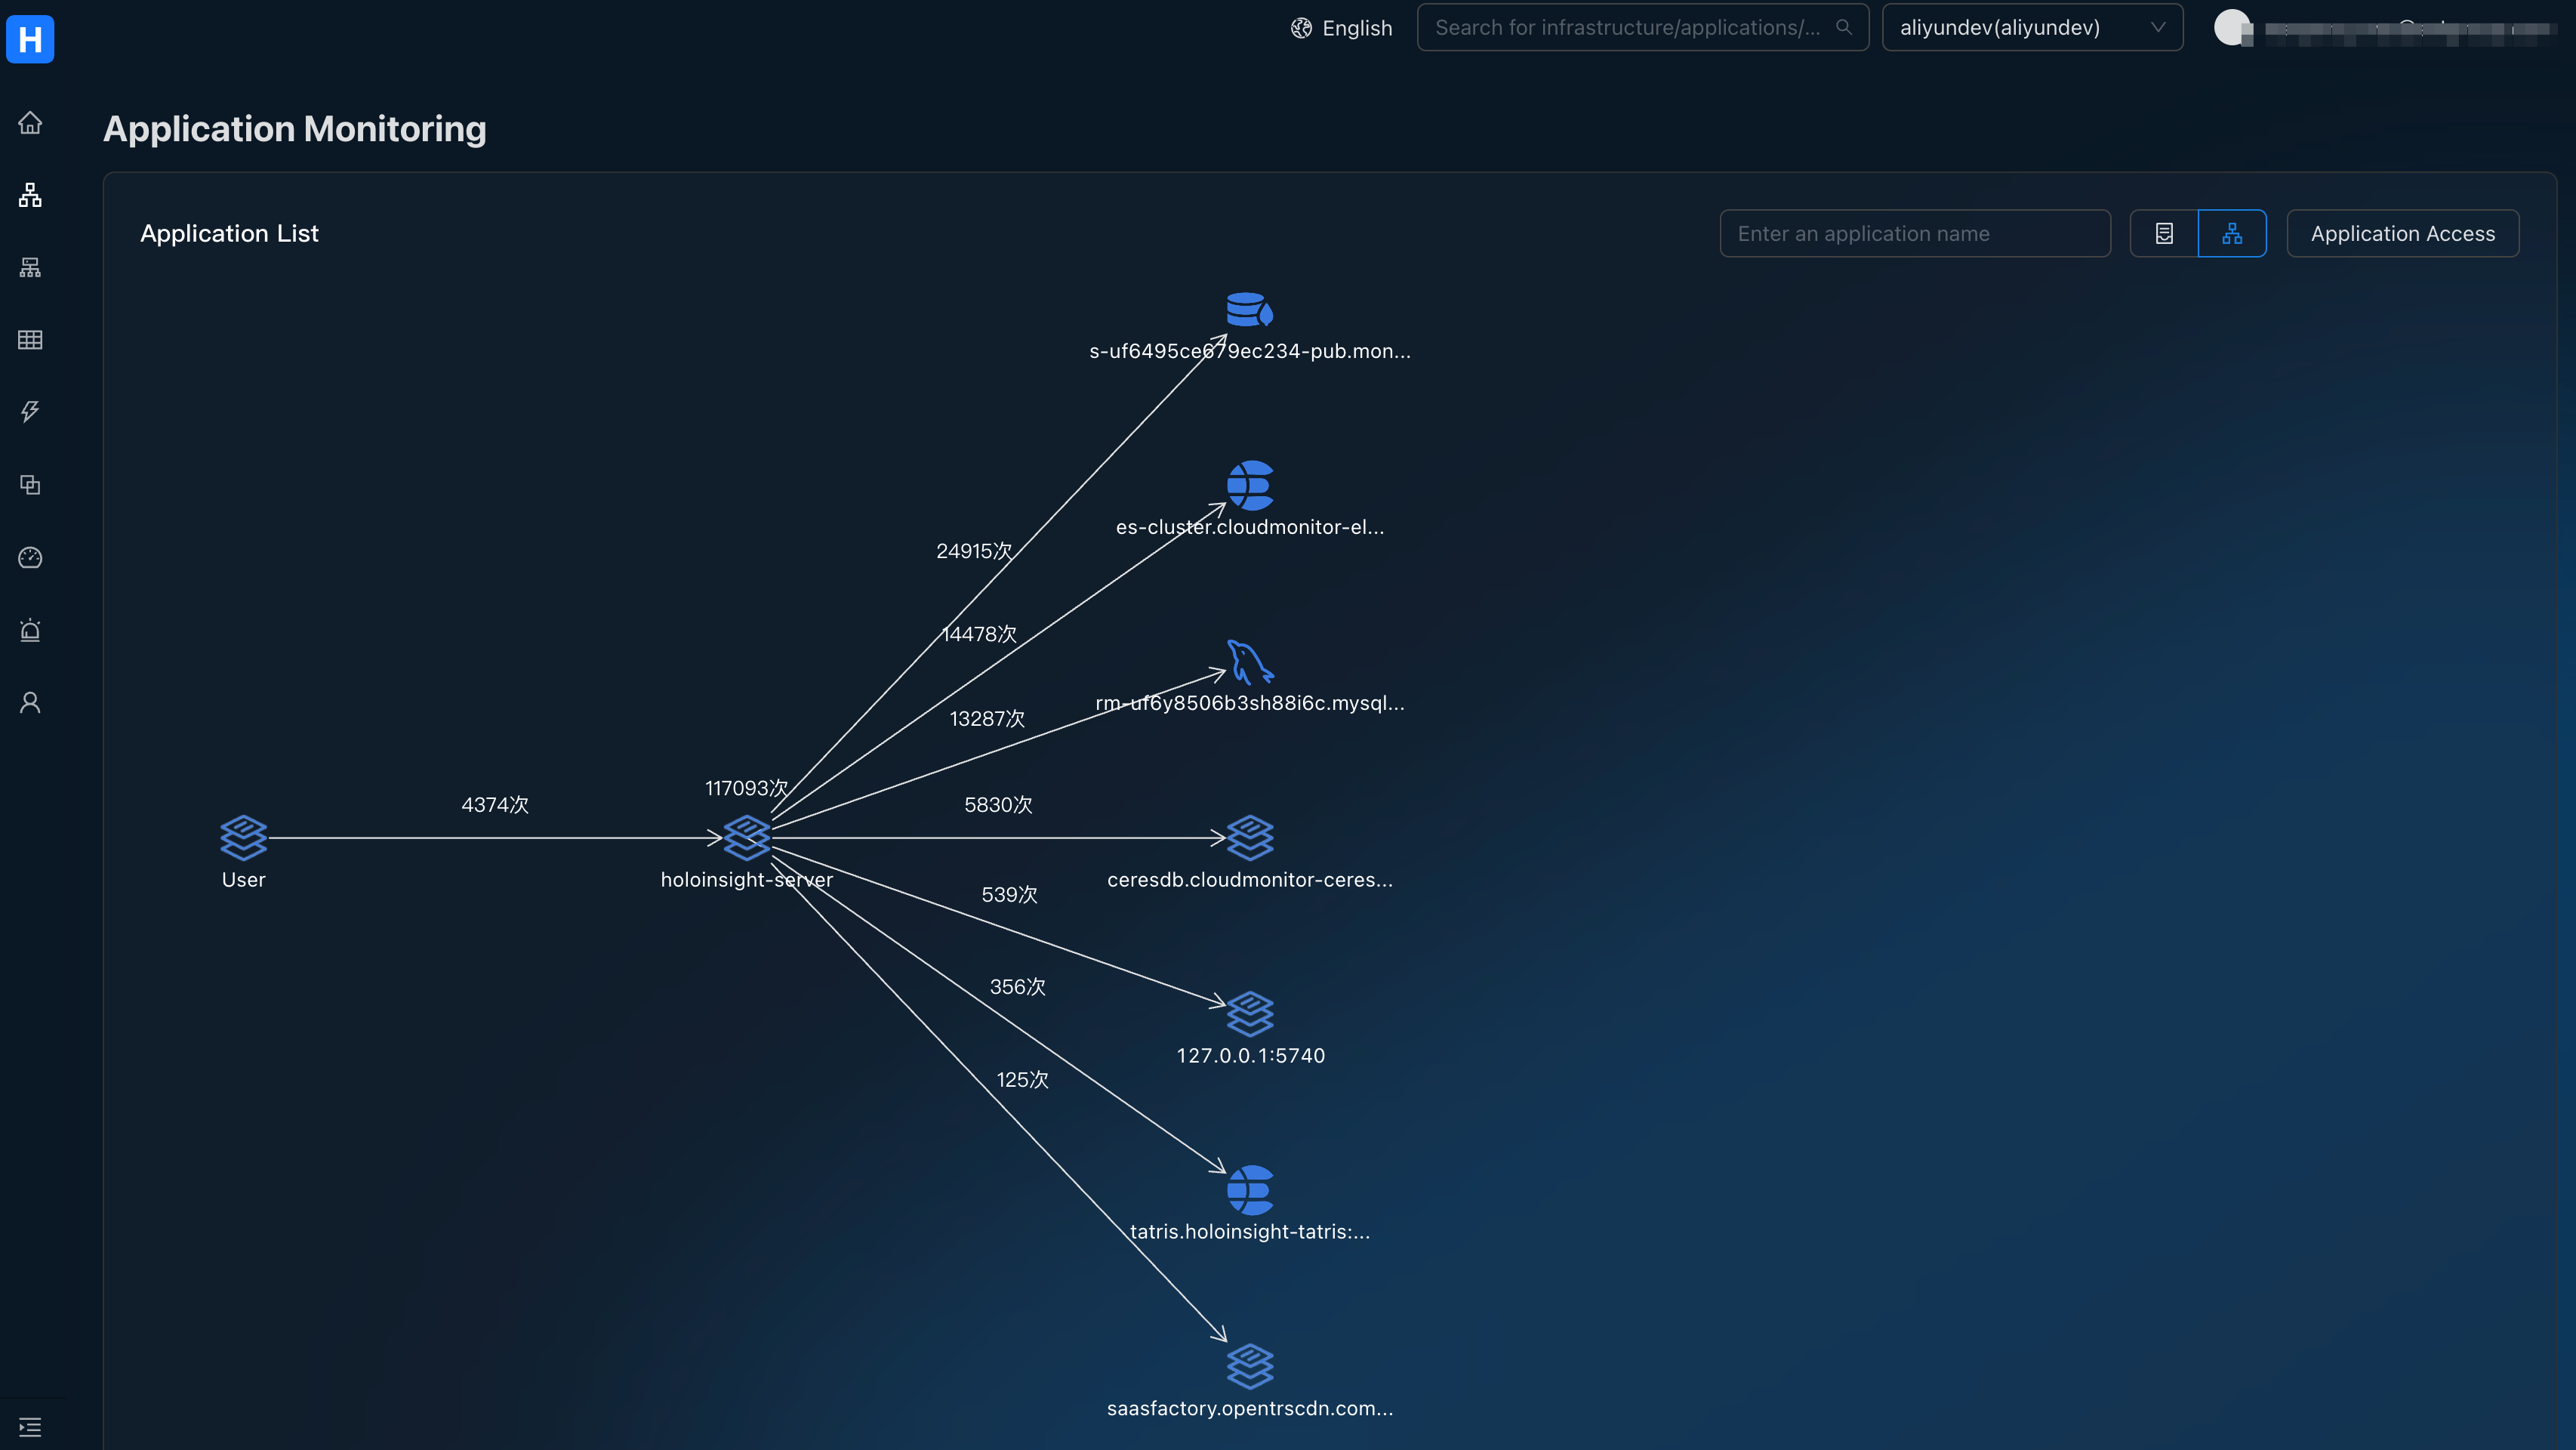 H
English
Search for infrastructure/applications/...
aliyundev(aliyundev)
Application Monitoring
Application List
Enter an application name
Application Access
s-uf6495ce679ec234-pub.mon...
es-cluster.cloudmonitor-el...
24915次
14478次
rm-uf6y8506b3sh88i6c.mysql...
13287次
117093次
4374次
5830次
User
holoinsight-server
ceresdb.cloudmonitor-ceres...
539次
356次
127.0.0.1:5740
125次
tatris.holoinsight-tatris:...
saasfactory.opentrscdn.com...